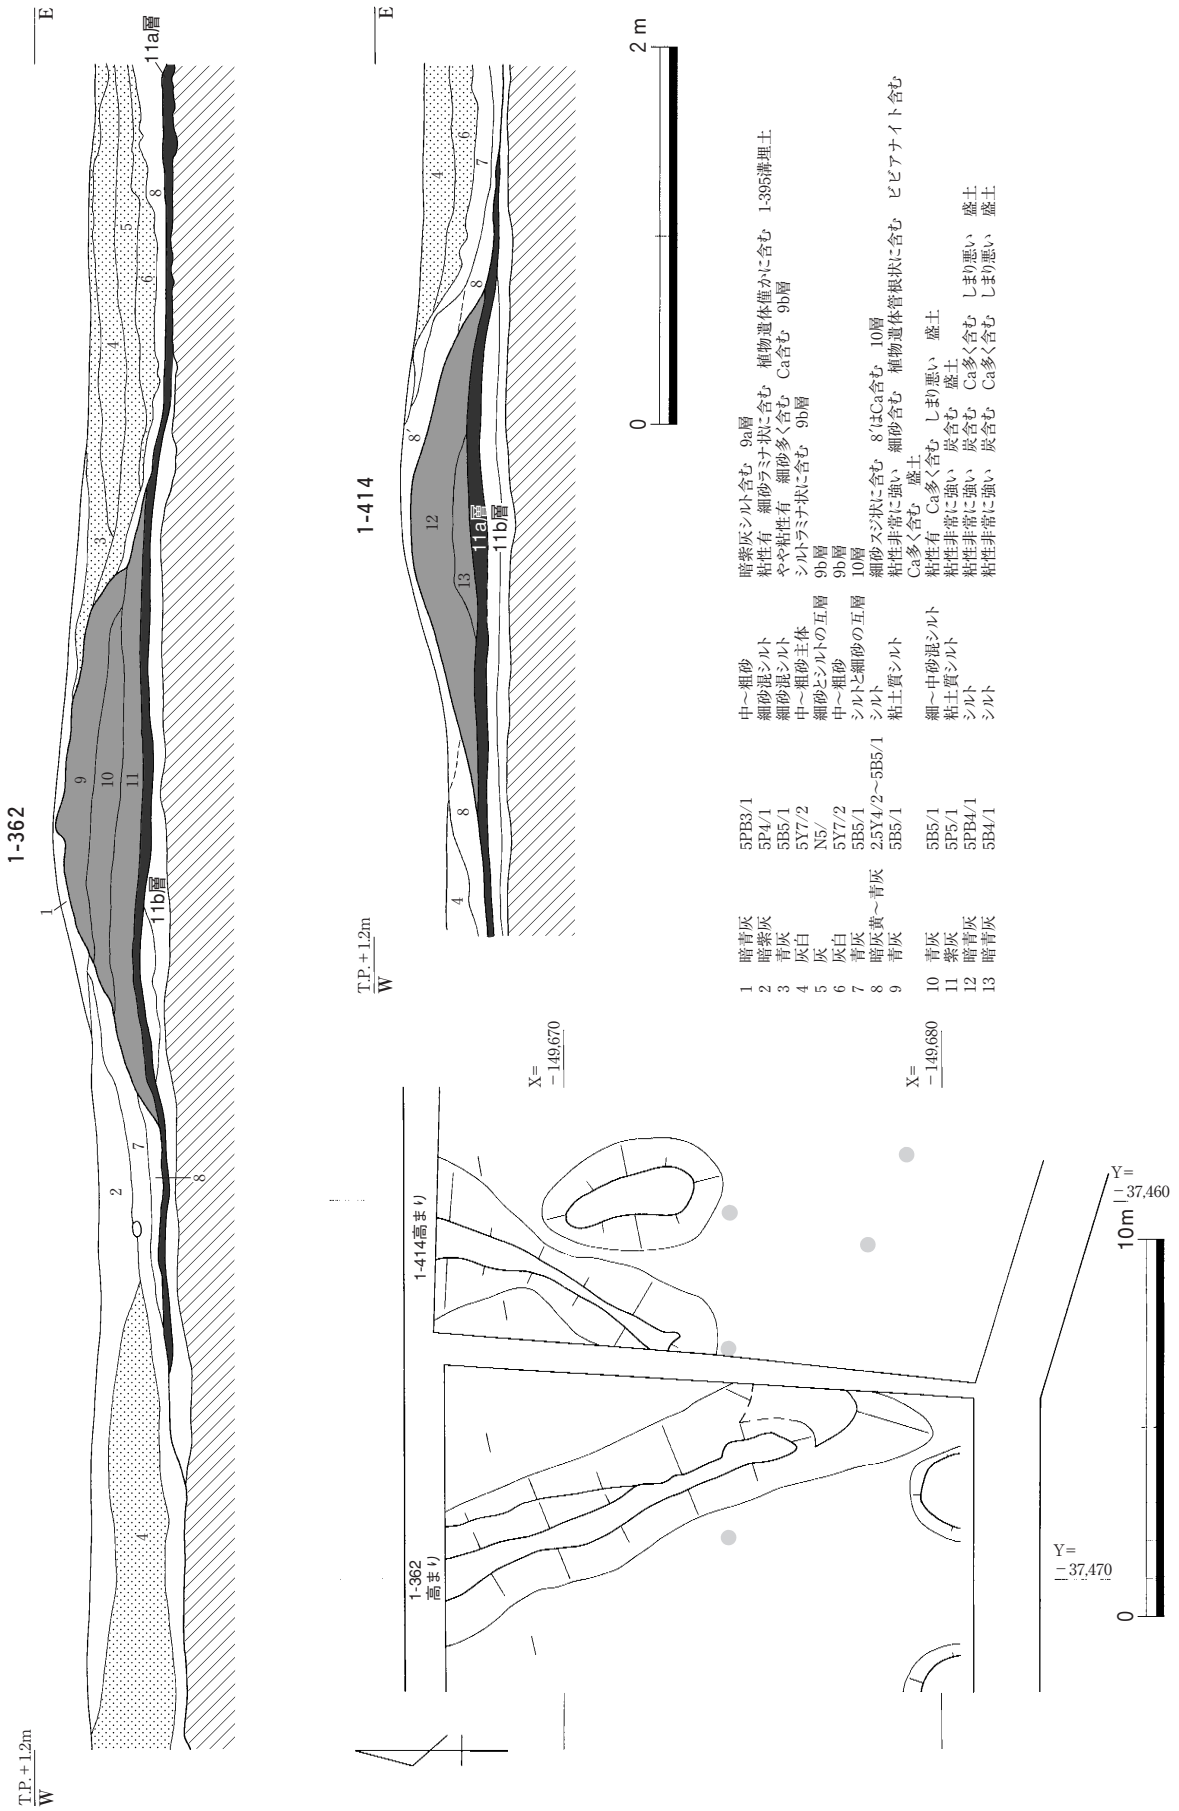 1-362
T.P.+1.2m
W
E
1
2
3
4
4
5
6
7
8
8
9
10
11
11a層
11b層
1-414
T.P.+1.2m
W
E
4
4
6
7
8
8
8′
12
13
11a層
11b層
0
2 m
1 暗青灰 5PB3/1 中～粗砂 暗紫灰シルト含む 9a層
2 暗紫灰 5P4/1 細砂混シルト 粘性有 細砂ラミナ状に含む 植物遺体僅かに含む 1-395溝埋土
3 青灰 5B5/1 細砂混シルト やや粘性有 細砂多く含む Ca含む 9b層
4 灰白 5Y7/2 中～粗砂主体 シルトラミナ状に含む 9b層
5 灰 N5/ 細砂とシルトの互層 9b層
6 灰白 5Y7/2 中～粗砂 9b層
7 青灰 5B5/1 シルトと細砂の互層 10層
8 暗灰黄～青灰 2.5Y4/2～5B5/1 シルト 細砂スジ状に含む 8′はCa含む 10層
9 青灰 5B5/1 粘土質シルト 粘性非常に強い 細砂含む 植物遺体管根状に含む ビビアナイト含む
Ca多く含む 盛土
10 青灰 5B5/1 細～中砂混シルト 粘性有 Ca多く含む しまり悪い 盛土
11 紫灰 5P5/1 粘土質シルト 粘性非常に強い 炭含む 盛土
12 暗青灰 5PB4/1 シルト 粘性非常に強い 炭含む Ca多く含む しまり悪い 盛土
13 暗青灰 5B4/1 シルト 粘性非常に強い 炭含む Ca多く含む しまり悪い 盛土
1-362
高まり
1-414高まり
X=
−149,670
X=
−149,680
Y=
−37,470
Y=
−37,460
0
10m